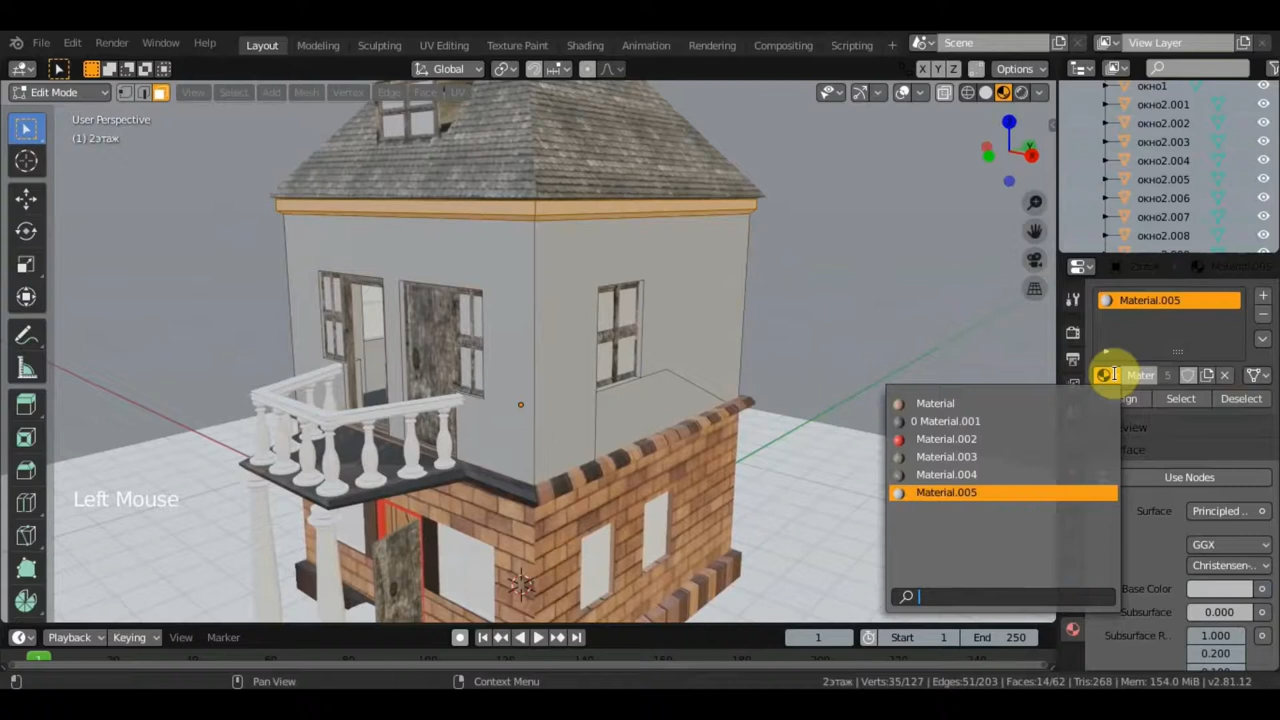 File Edit Render Window Help Layout Modeling Sculpting UV Editing Texture Paint Shading Animation Rendering Compositing Scripting + Scene View Layer
Global X Y Z Options
Edit Mode View Select Add Mesh Vertex Edge Face UV
User Perspective
(1) 2этаж
окно1
окно2.001
окно2.002
окно2.003
окно2.004
окно2.005
окно2.006
окно2.007
окно2.008
Material.005
Mater 5
Select Deselect
Material
0 Material.001
Material.002
Material.003
Material.004
Material.005
Use Nodes
Surface Principled ..
GGX
Christensen-..
Base Color
Subsurface 0.000
Subsurface R.. 1.000
0.200
Left Mouse
Playback Keying View Marker 1 Start 1 End 250
1
Pan View Context Menu 2этаж | Verts:35/127 | Edges:51/203 | Faces:14/62 | Tris:268 | Mem: 154.0 MiB | v2.81.12